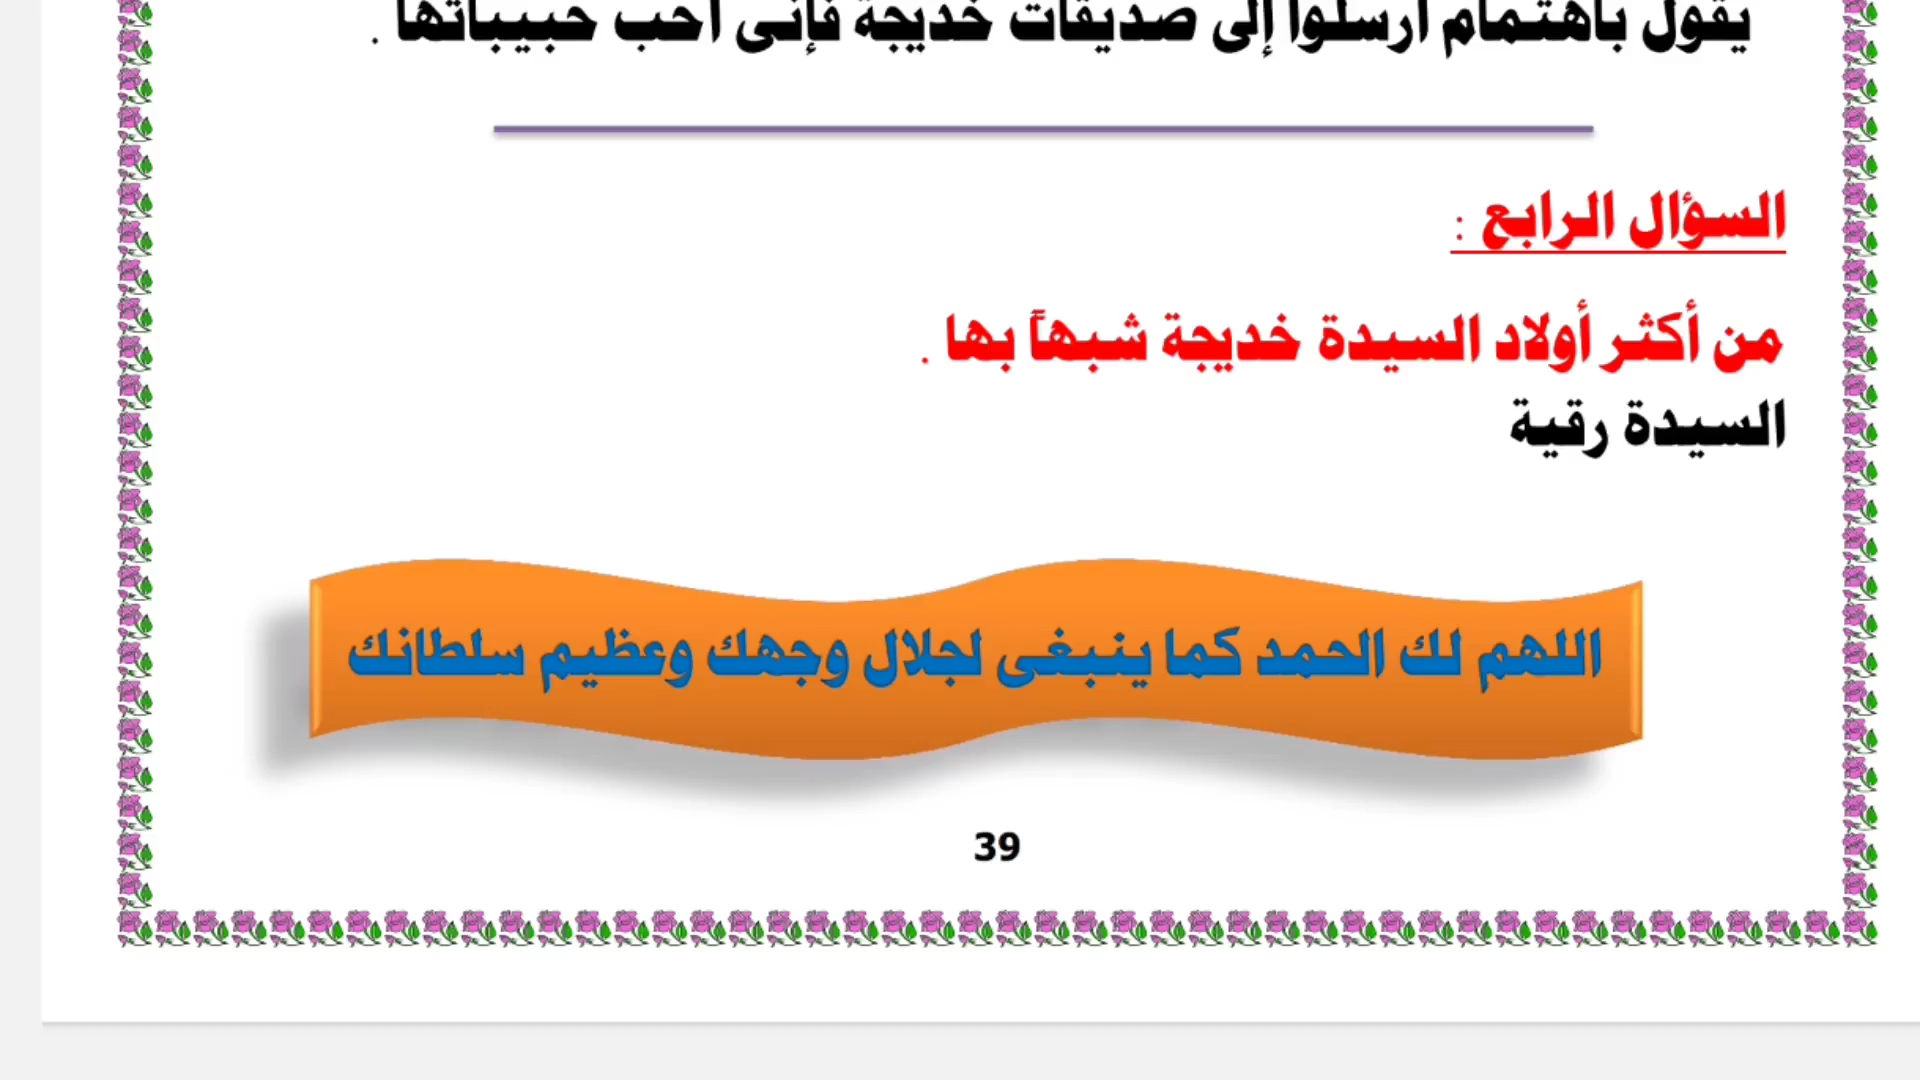 يقول باهتمام أرسلوا إلى صديقات خديجة فإنى أحب حبيباتها .
السؤال الرابع :
من أكثر أولاد السيدة خديجة شبهاً بها .
السيدة رقية
اللهم لك الحمد كما ينبغى لجلال وجهك وعظيم سلطانك
39